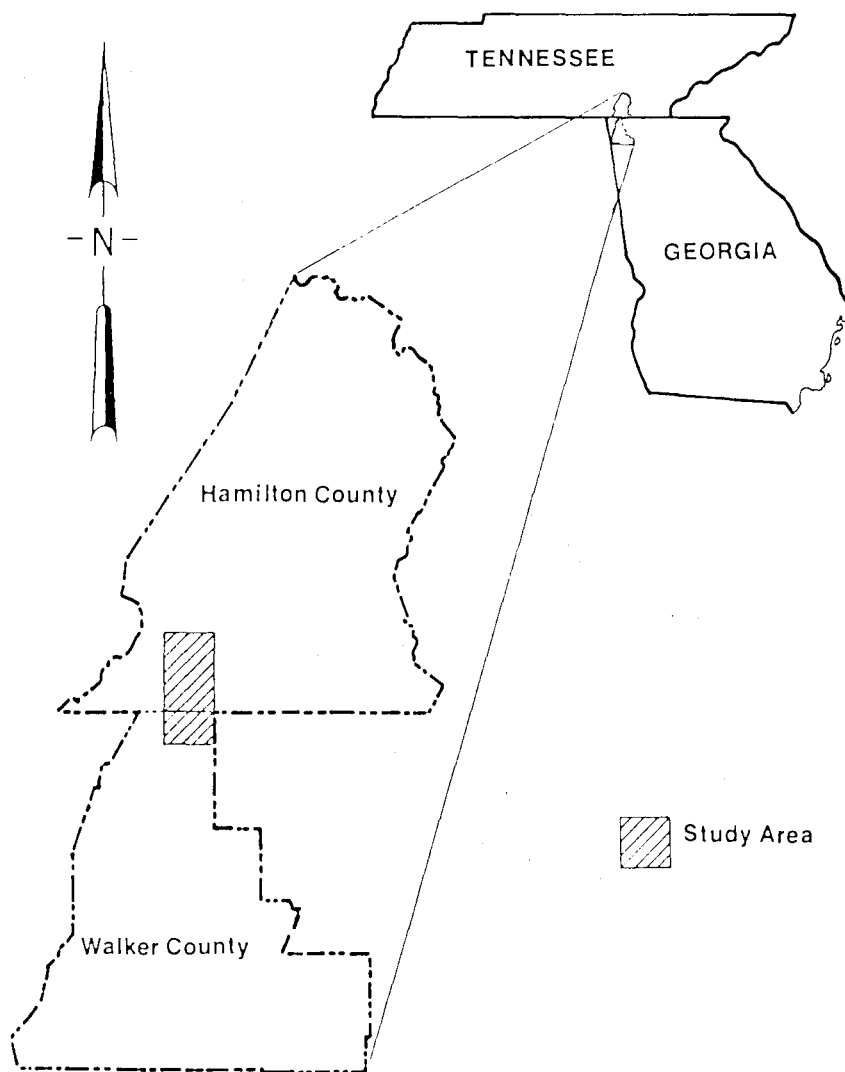 TENNESSEE
-N-
GEORGIA
Hamilton County
Study Area
Walker County